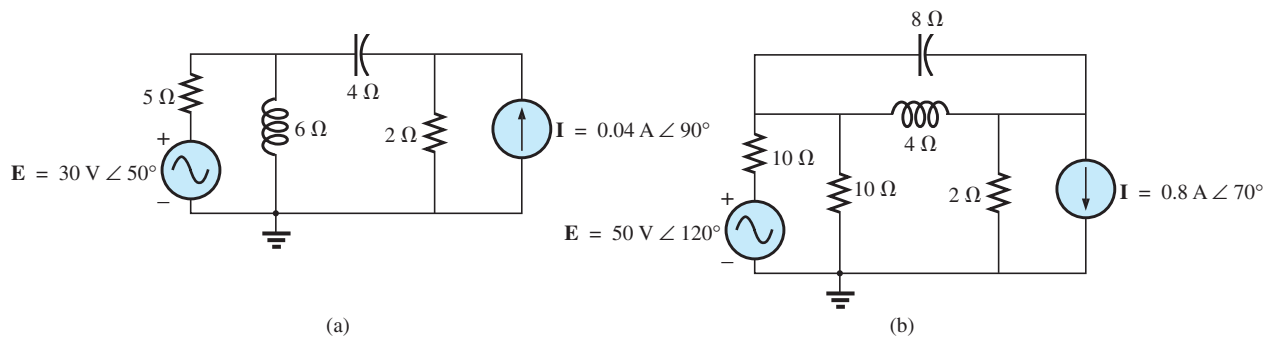 5 Ω
+
E = 30 V ∠ 50°
–
6 Ω
4 Ω
2 Ω
I = 0.04 A ∠ 90°
(a)
8 Ω
4 Ω
10 Ω
+
E = 50 V ∠ 120°
–
10 Ω
2 Ω
I = 0.8 A ∠ 70°
(b)